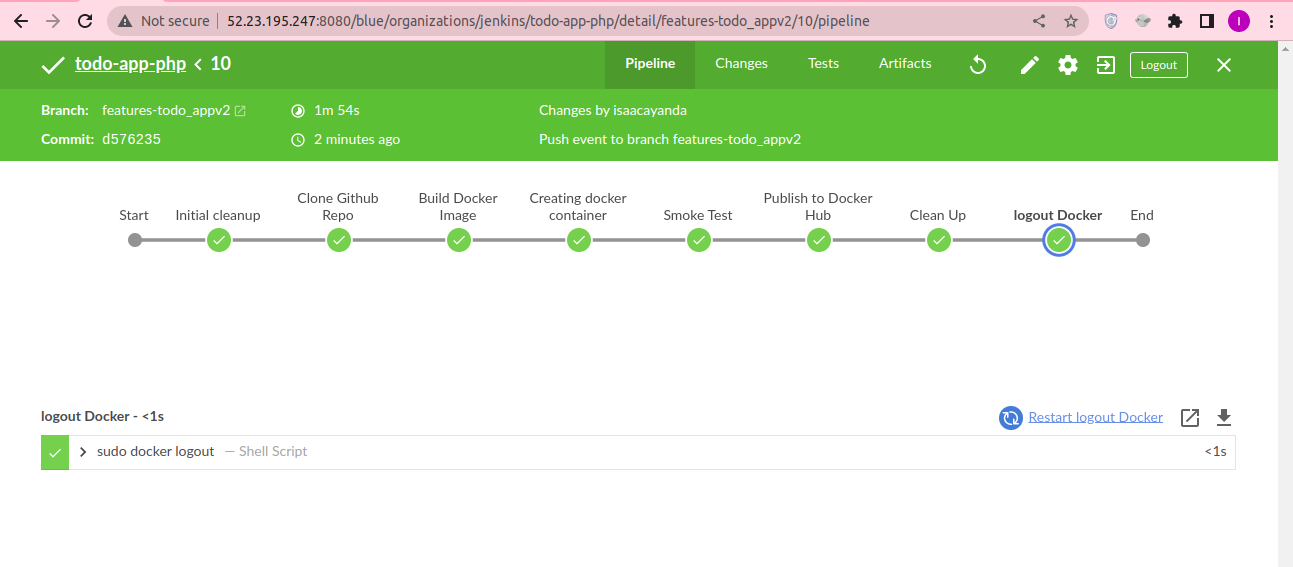 Not secure 52.23.195.247:8080/blue/organizations/jenkins/todo-app-php/detail/features-todo_appv2/10/pipeline
I
todo-app-php < 10 Pipeline Changes Tests Artifacts Logout
Branch: features-todo_appv2 1m 54s Changes by isaacayanda
Commit: d576235 2 minutes ago Push event to branch features-todo_appv2
Start
Initial cleanup
Clone Github
Repo
Build Docker
Image
Creating docker
container
Smoke Test
Publish to Docker
Hub
Clean Up
logout Docker
End
logout Docker - <1s Restart logout Docker
sudo docker logout — Shell Script <1s